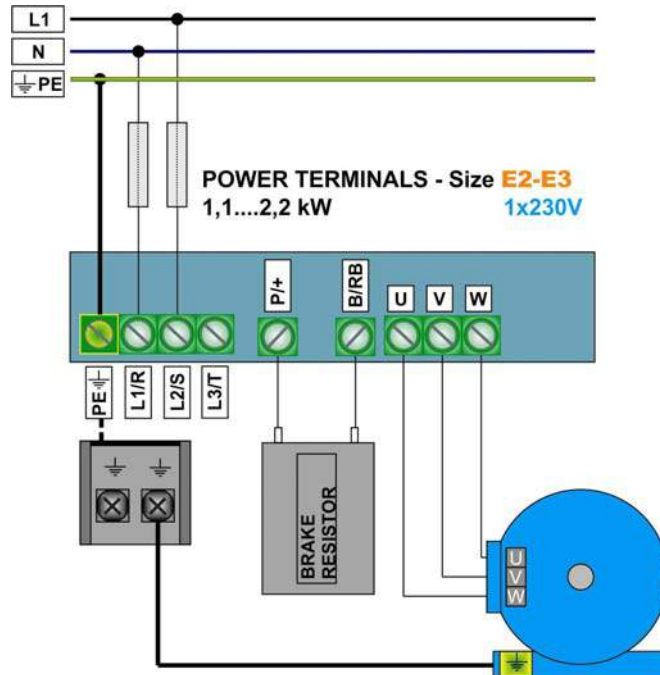 L1
N
⏚ PE
POWER TERMINALS - Size E2-E3
1,1....2,2 kW 1x230V
P/+
B/RB
U
V
W
PE⏚
L1/R
L2/S
L3/T
BRAKE
RESISTOR
U
V
W